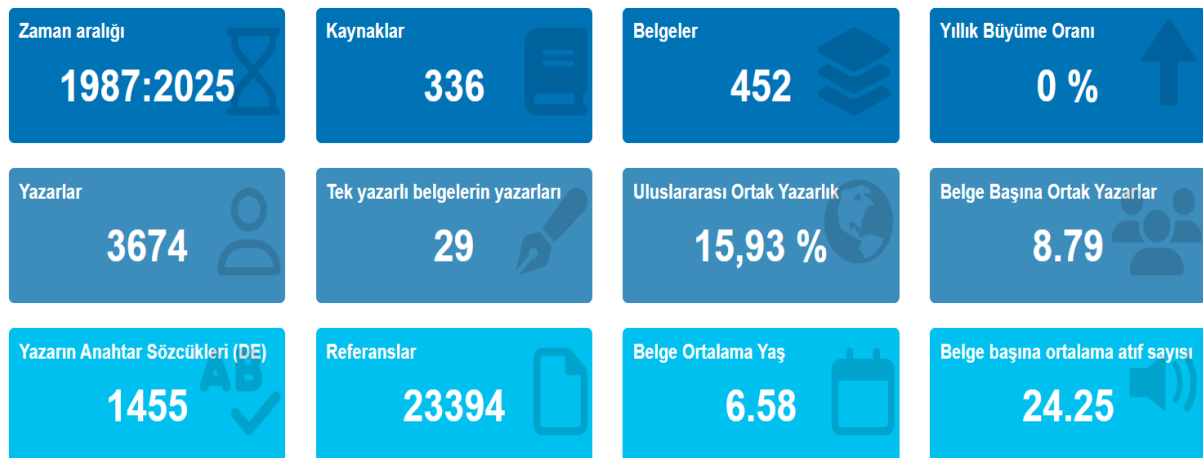 Zaman aralığı
1987:2025
Kaynaklar
336
Belgeler
452
Yıllık Büyüme Oranı
0 %
Yazarlar
3674
Tek yazarlı belgelerin yazarları
29
Uluslararası Ortak Yazarlık
15,93 %
Belge Başına Ortak Yazarlar
8.79
Yazarın Anahtar Sözcükleri (DE)
AB
1455
Referanslar
23394
Belge Ortalama Yaş
6.58
Belge başına ortalama atıf sayısı
24.25